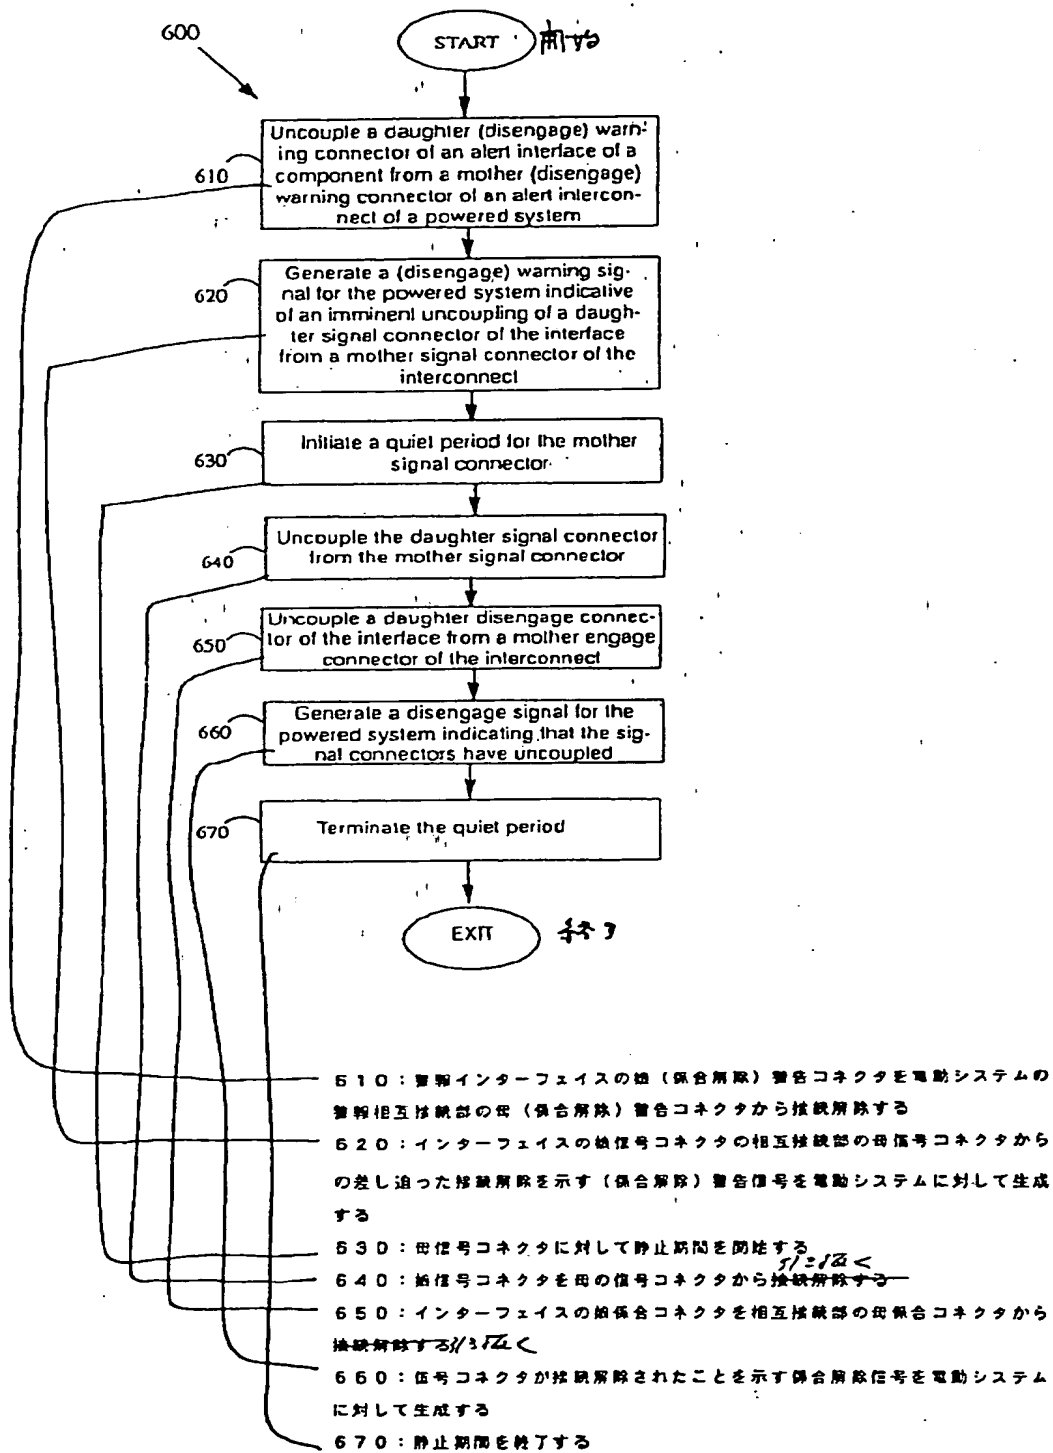 600
START 開始
610
Uncouple a daughter (disengage) warn-
ing connector of an alert interface of a
component from a mother (disengage)
warning connector of an alert intercon-
nect of a powered system
620
Generate a (disengage) warning sig-
nal for the powered system indicative
of an imminent uncoupling of a daugh-
ter signal connector of the interface
from a mother signal connector of the
interconnect
630
Initiate a quiet period for the mother
signal connector
640
Uncouple the daughter signal connector
from the mother signal connector
650
Uncouple a daughter disengage connec-
tor of the interface from a mother engage
connector of the interconnect
660
Generate a disengage signal for the
powered system indicating that the sig-
nal connectors have uncoupled
670
Terminate the quiet period
EXIT 終了
610：警報インターフェイスの娘（係合解除）警告コネクタを電動システムの
警報相互接続部の母（係合解除）警告コネクタから接続解除する
620：インターフェイスの娘信号コネクタの相互接続部の母信号コネクタから
の差し迫った接続解除を示す（係合解除）警告信号を電動システムに対して生成
する
630：母信号コネクタに対して静止期間を開始する
640：娘信号コネクタを母の信号コネクタから接続解除する
650：インターフェイスの娘係合コネクタを相互接続部の母係合コネクタから
接続解除する
660：信号コネクタが接続解除されたことを示す係合解除信号を電動システム
に対して生成する
670：静止期間を終了する